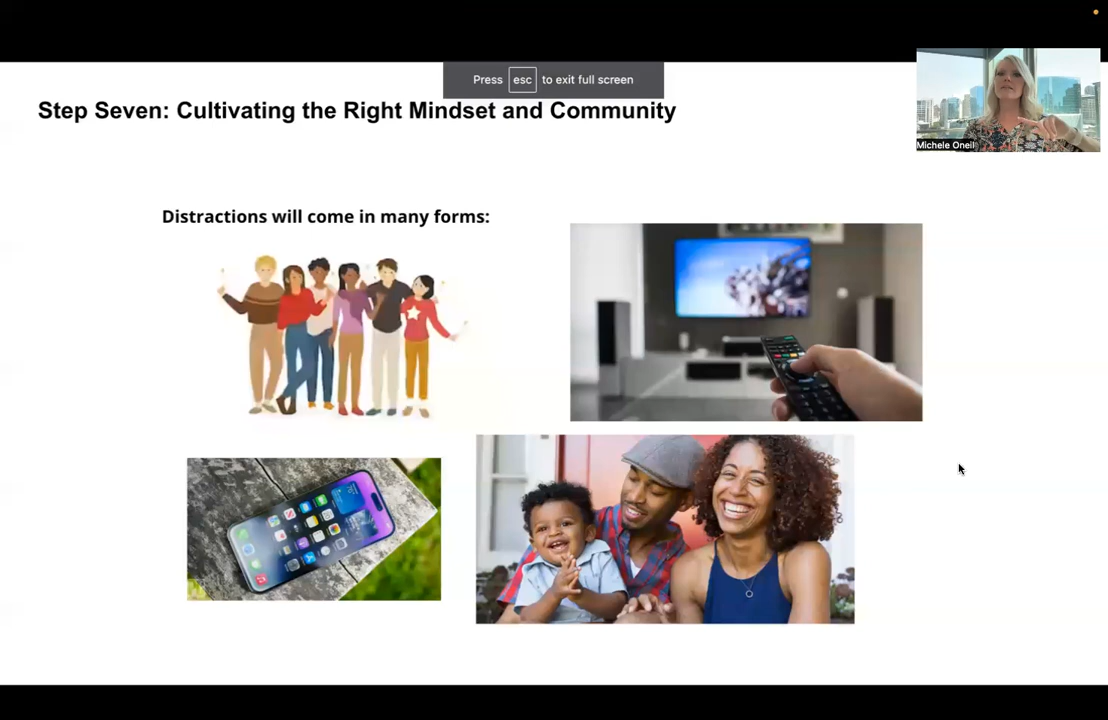 Press esc to exit full screen
Step Seven: Cultivating the Right Mindset and Community
Michele Oneil
Distractions will come in many forms: